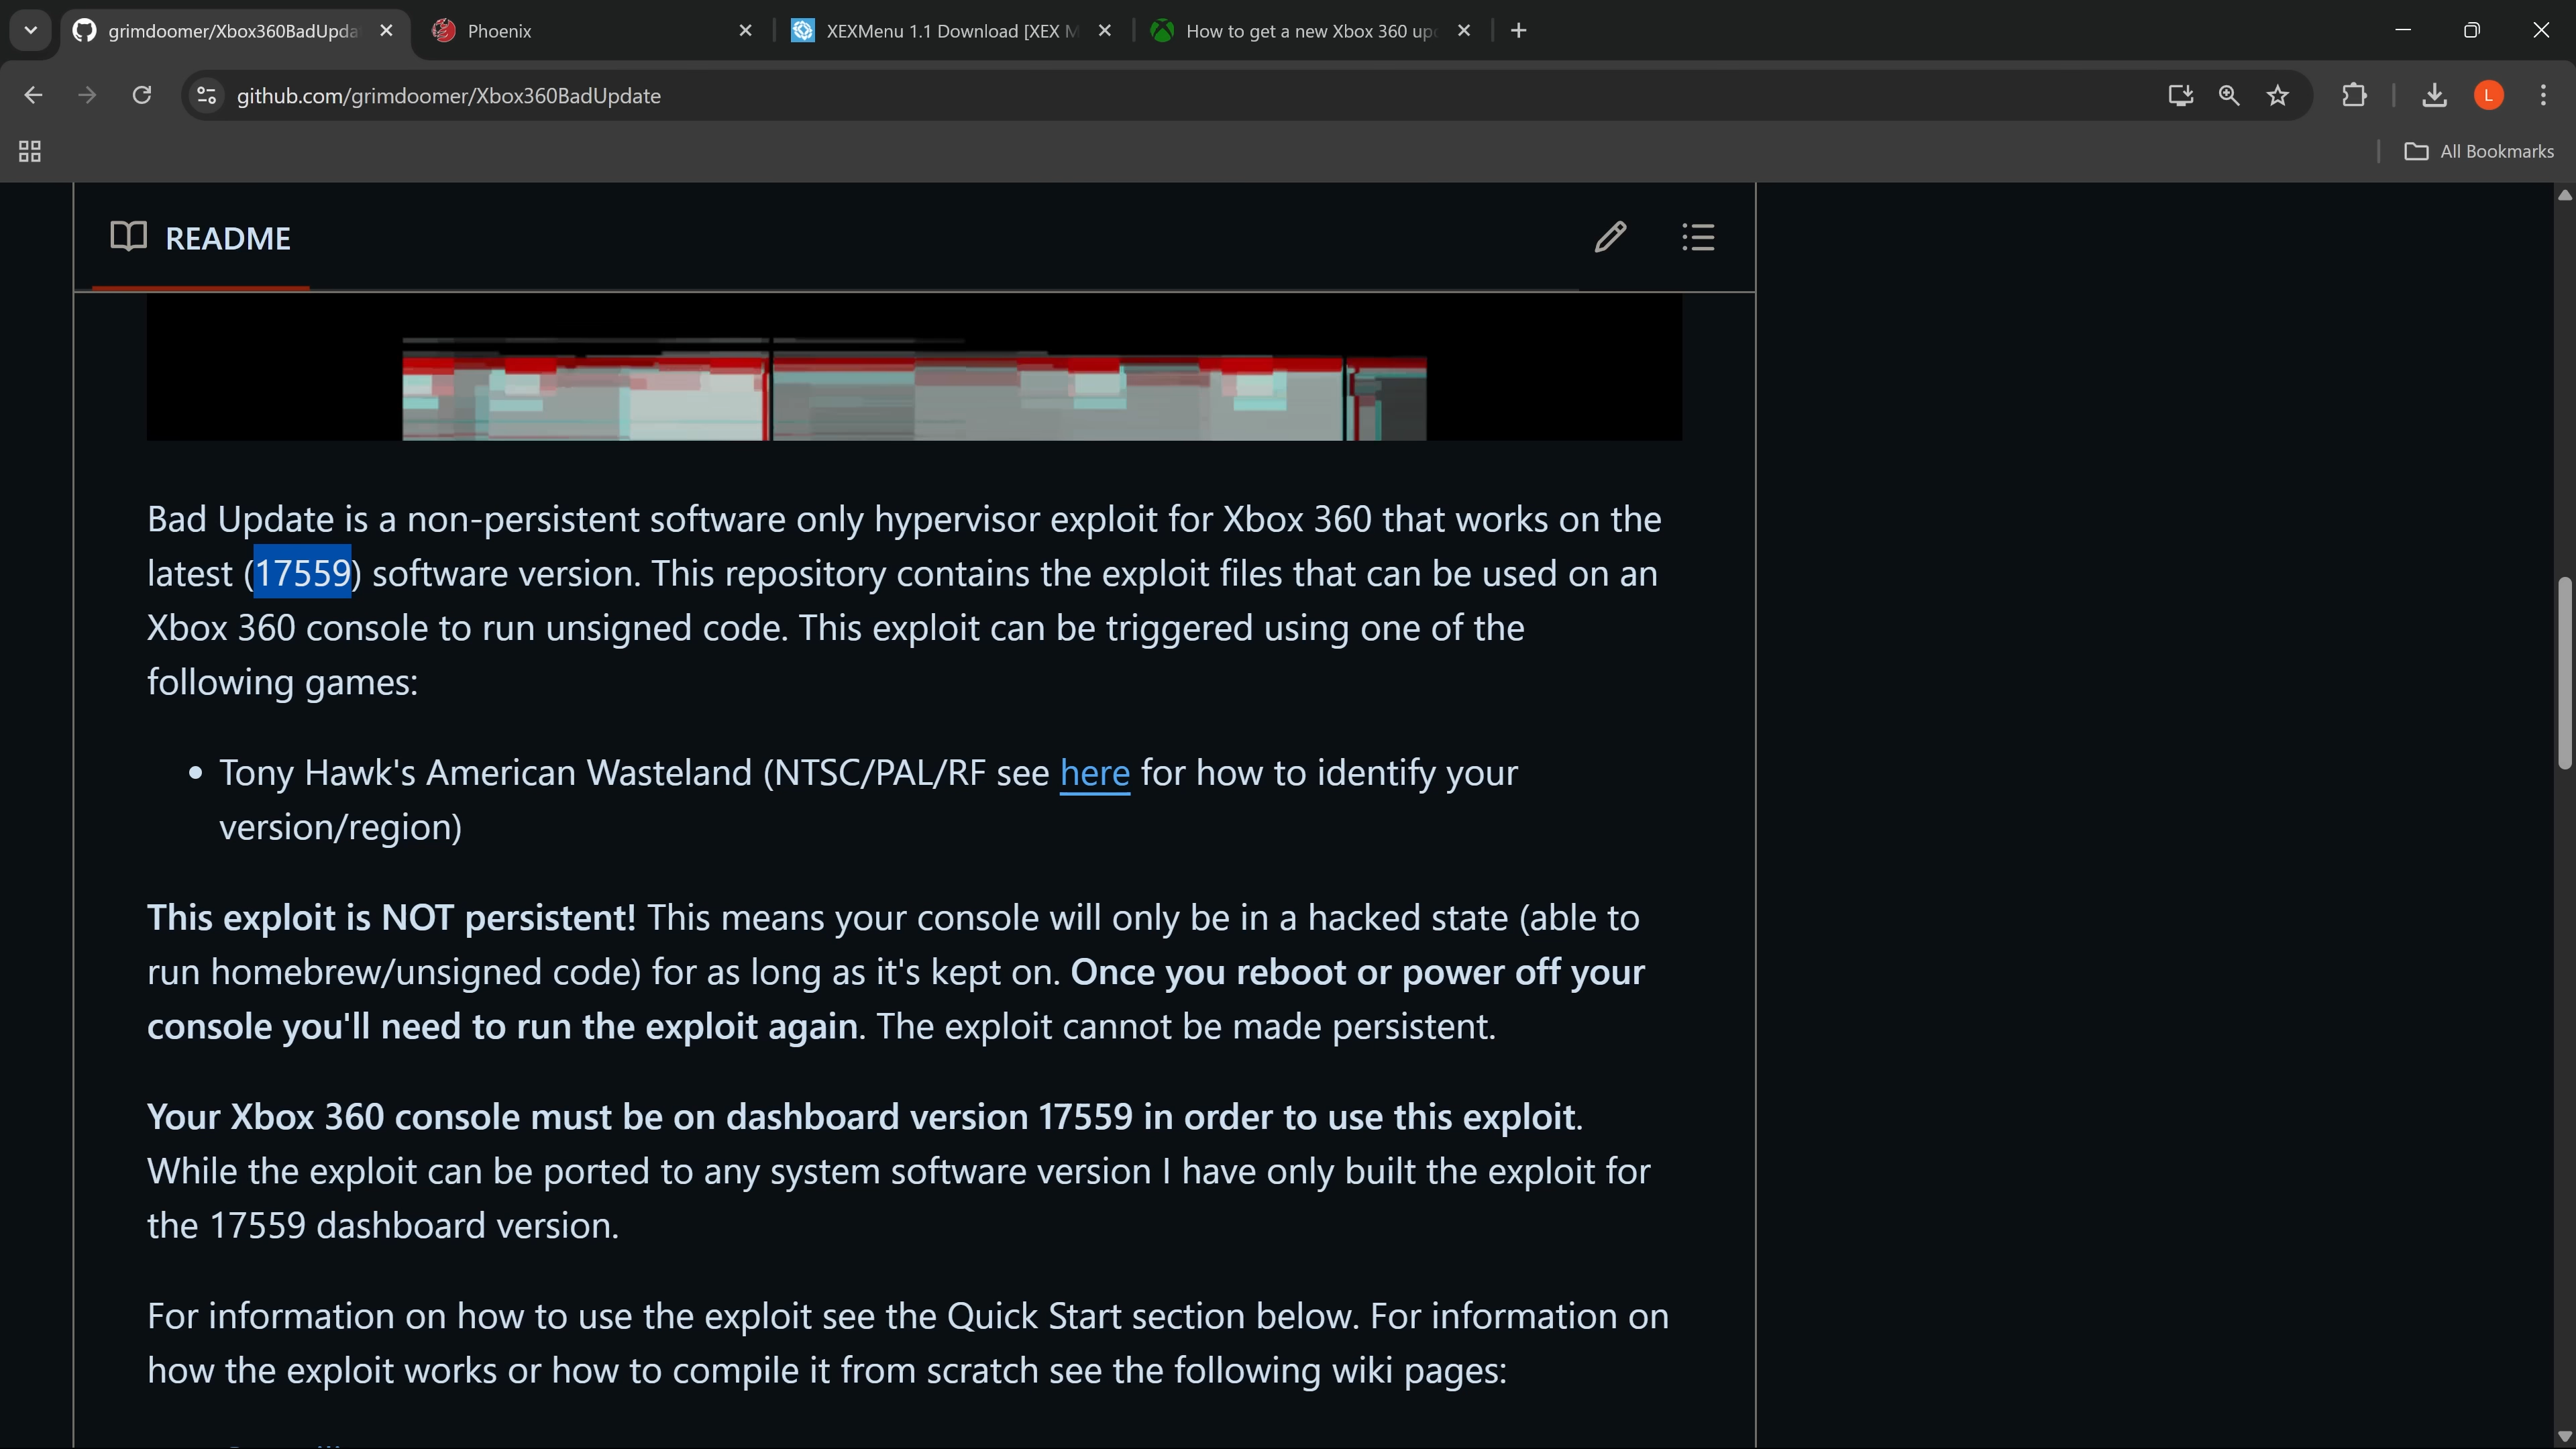 grimdoomer/Xbox360BadUpda
Phoenix
XEXMenu 1.1 Download [XEX M
How to get a new Xbox 360 up
github.com/grimdoomer/Xbox360BadUpdate
L
All Bookmarks
README
Bad Update is a non-persistent software only hypervisor exploit for Xbox 360 that works on the
latest (17559) software version. This repository contains the exploit files that can be used on an
Xbox 360 console to run unsigned code. This exploit can be triggered using one of the
following games:
• Tony Hawk's American Wasteland (NTSC/PAL/RF see here for how to identify your
version/region)
This exploit is NOT persistent! This means your console will only be in a hacked state (able to
run homebrew/unsigned code) for as long as it's kept on. Once you reboot or power off your
console you'll need to run the exploit again. The exploit cannot be made persistent.
Your Xbox 360 console must be on dashboard version 17559 in order to use this exploit.
While the exploit can be ported to any system software version I have only built the exploit for
the 17559 dashboard version.
For information on how to use the exploit see the Quick Start section below. For information on
how the exploit works or how to compile it from scratch see the following wiki pages: